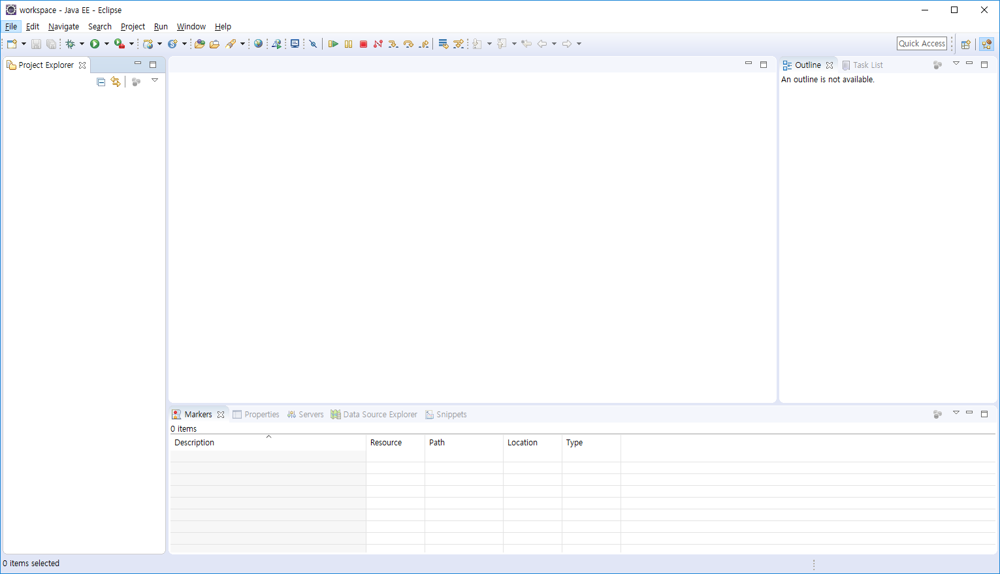 workspace - Java EE - Eclipse
File Edit Navigate Search Project Run Window Help
Quick Access
Project Explorer
Outline Task List
An outline is not available.
Markers Properties Servers Data Source Explorer Snippets
0 items
Description Resource Path Location Type
0 items selected